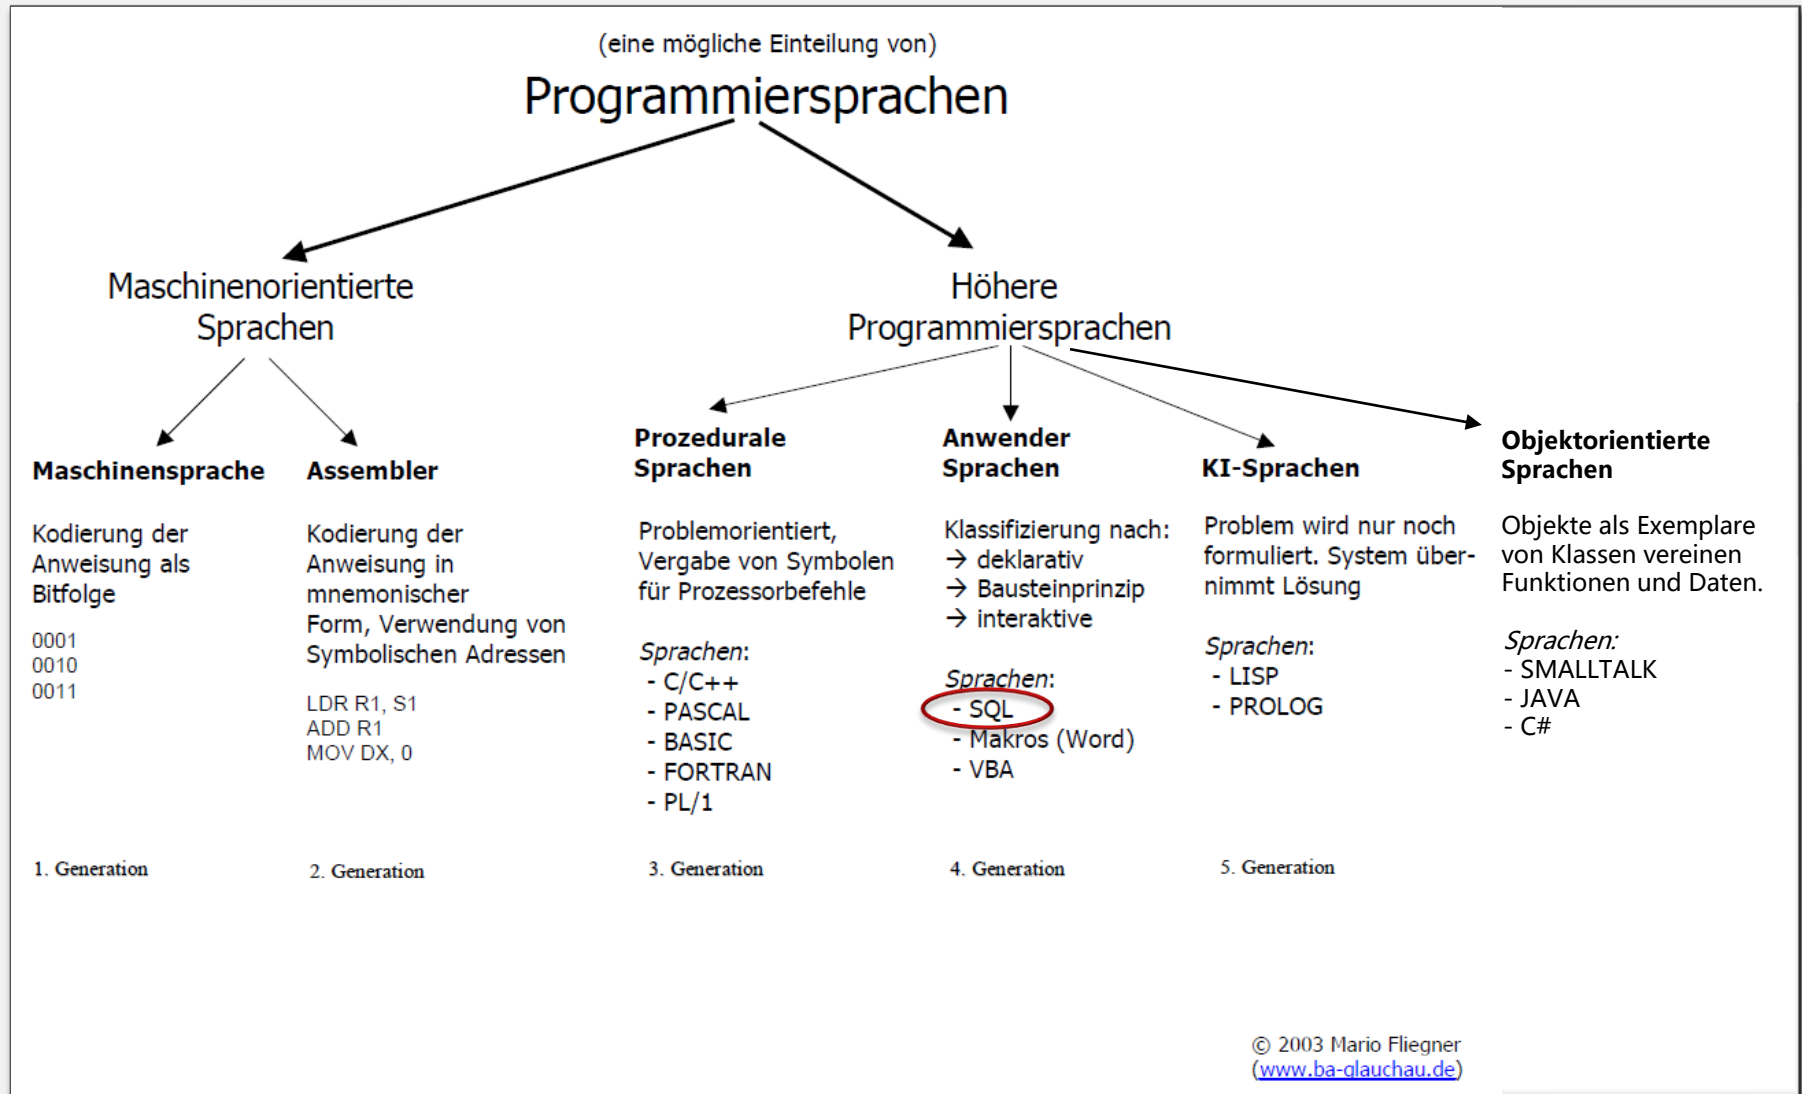 (eine mögliche Einteilung von)
Programmiersprachen
Maschinenorientierte
Sprachen
Höhere
Programmiersprachen
Maschinensprache
Kodierung der
Anweisung als
Bitfolge
0001
0010
0011
1. Generation
Assembler
Kodierung der
Anweisung in
mnemonischer
Form, Verwendung von
Symbolischen Adressen
LDR R1, S1
ADD R1
MOV DX, 0
2. Generation
Prozedurale
Sprachen
Problemorientiert,
Vergabe von Symbolen
für Prozessorbefehle
Sprachen:
- C/C++
- PASCAL
- BASIC
- FORTRAN
- PL/1
3. Generation
Anwender
Sprachen
Klassifizierung nach:
→ deklarativ
→ Bausteinprinzip
→ interaktive
Sprachen:
- SQL
- Makros (Word)
- VBA
4. Generation
KI-Sprachen
Problem wird nur noch
formuliert. System über-
nimmt Lösung
Sprachen:
- LISP
- PROLOG
5. Generation
Objektorientierte
Sprachen
Objekte als Exemplare
von Klassen vereinen
Funktionen und Daten.
Sprachen:
- SMALLTALK
- JAVA
- C#
© 2003 Mario Fliegner
(www.ba-glauchau.de)